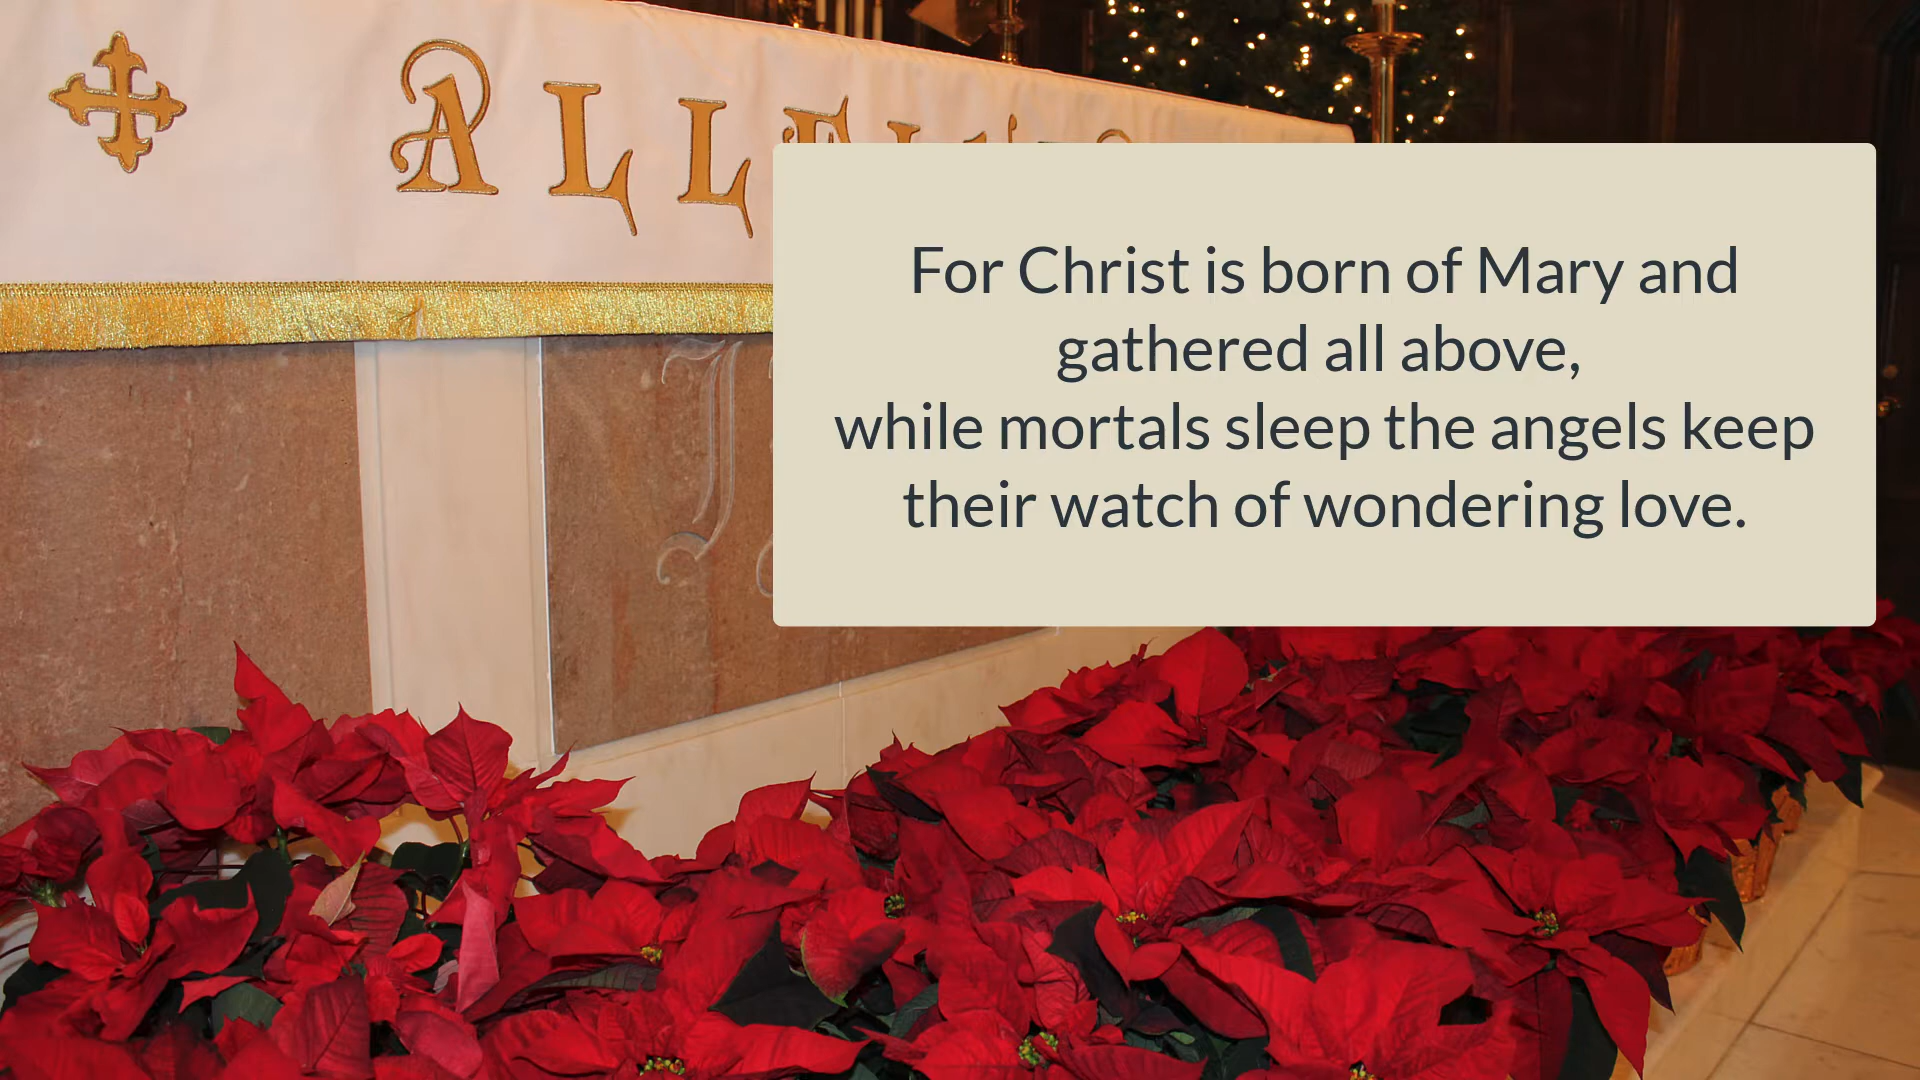 ALLELU
For Christ is born of Mary and
gathered all above,
while mortals sleep the angels keep
their watch of wondering love.